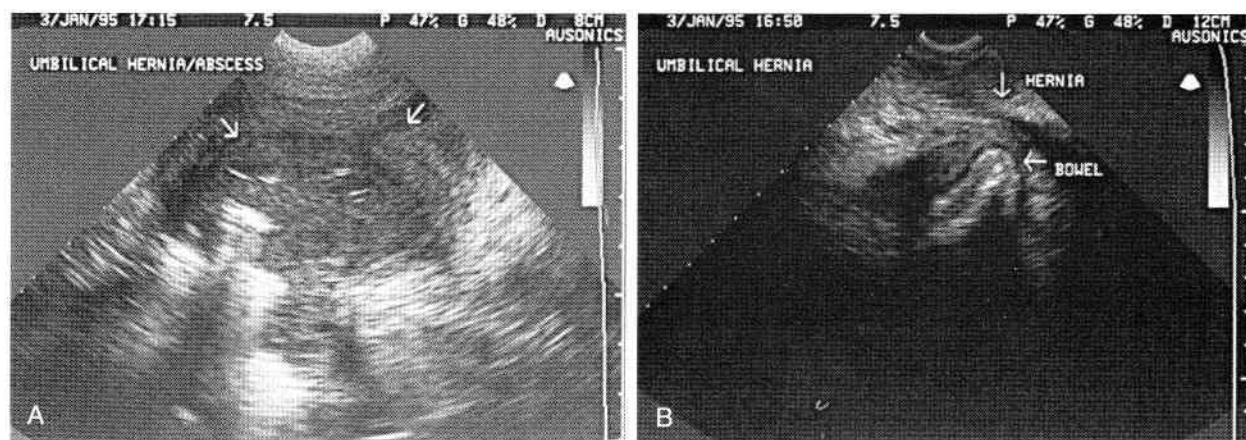 3/JAN/95 17:15 7.5 P 47% G 48% D 8CM
AUSONICS
UMBILICAL HERNIA/ABSCESS
A
3/JAN/95 16:50 7.5 P 47% G 48% D 12CM
AUSONICS
UMBILICAL HERNIA
HERNIA
BOWEL
B